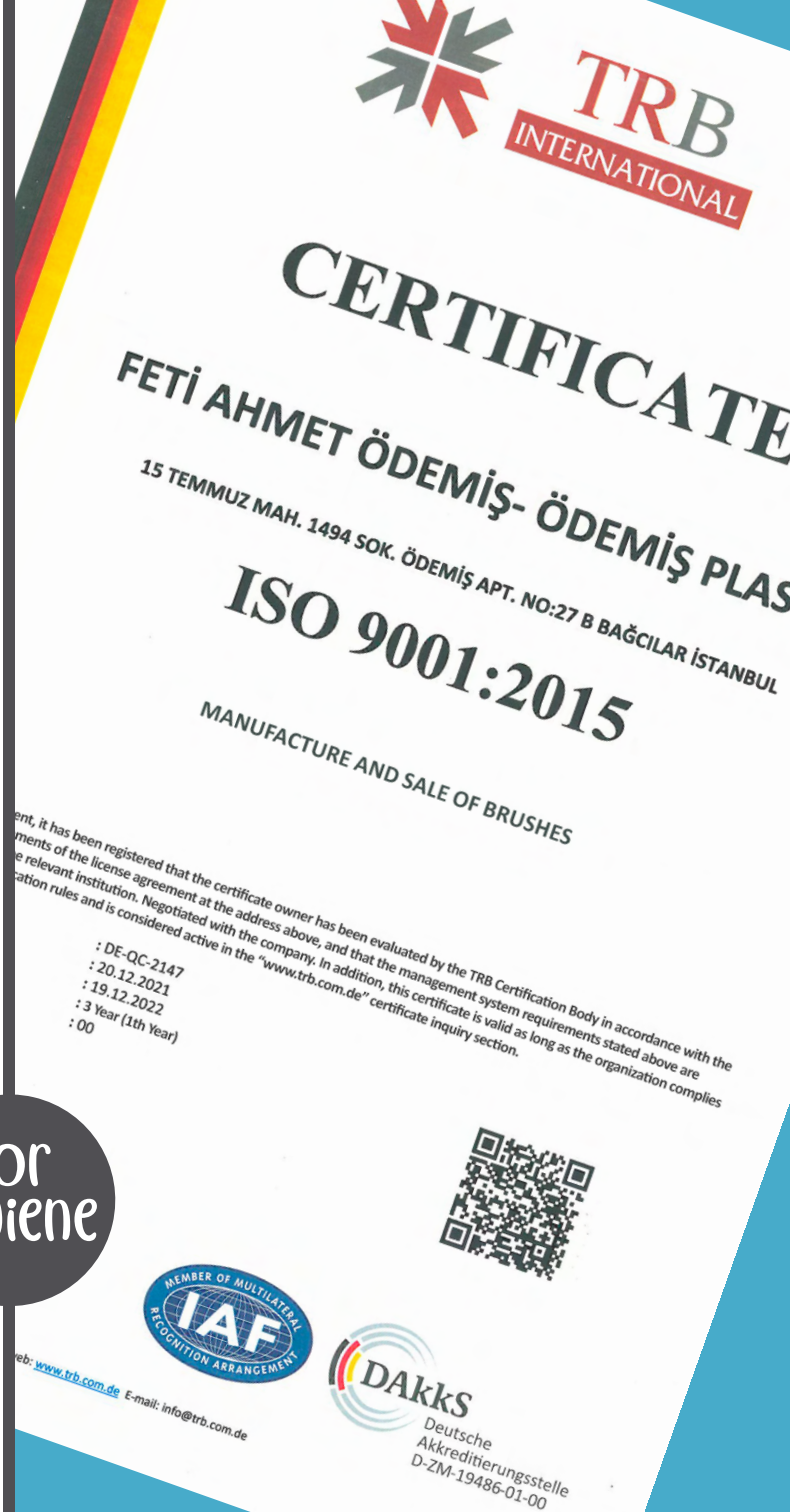 TRB
INTERNATIONAL
CERTIFICATE
FETİ AHMET ÖDEMİŞ- ÖDEMİŞ PLAS
15 TEMMUZ MAH. 1494 SOK. ÖDEMİŞ APT. NO:27 B BAĞCILAR İSTANBUL
ISO 9001:2015
MANUFACTURE AND SALE OF BRUSHES
ent, it has been registered that the certificate owner has been evaluated by the TRB Certification Body in accordance with the
ments of the license agreement at the address above, and that the management system requirements stated above are
e relevant institution. Negotiated with the company. In addition, this certificate is valid as long as the organization complies
cation rules and is considered active in the "www.trb.com.de" certificate inquiry section.
: DE-QC-2147
: 20.12.2021
: 19.12.2022
: 3 Year (1th Year)
: 00
or
iene
MEMBER OF MULTILATERAL
IAF
RECOGNITION ARRANGEMENT
DAkkS
Deutsche
Akkreditierungsstelle
D-ZM-19486-01-00
web: www.trb.com.de E-mail: info@trb.com.de